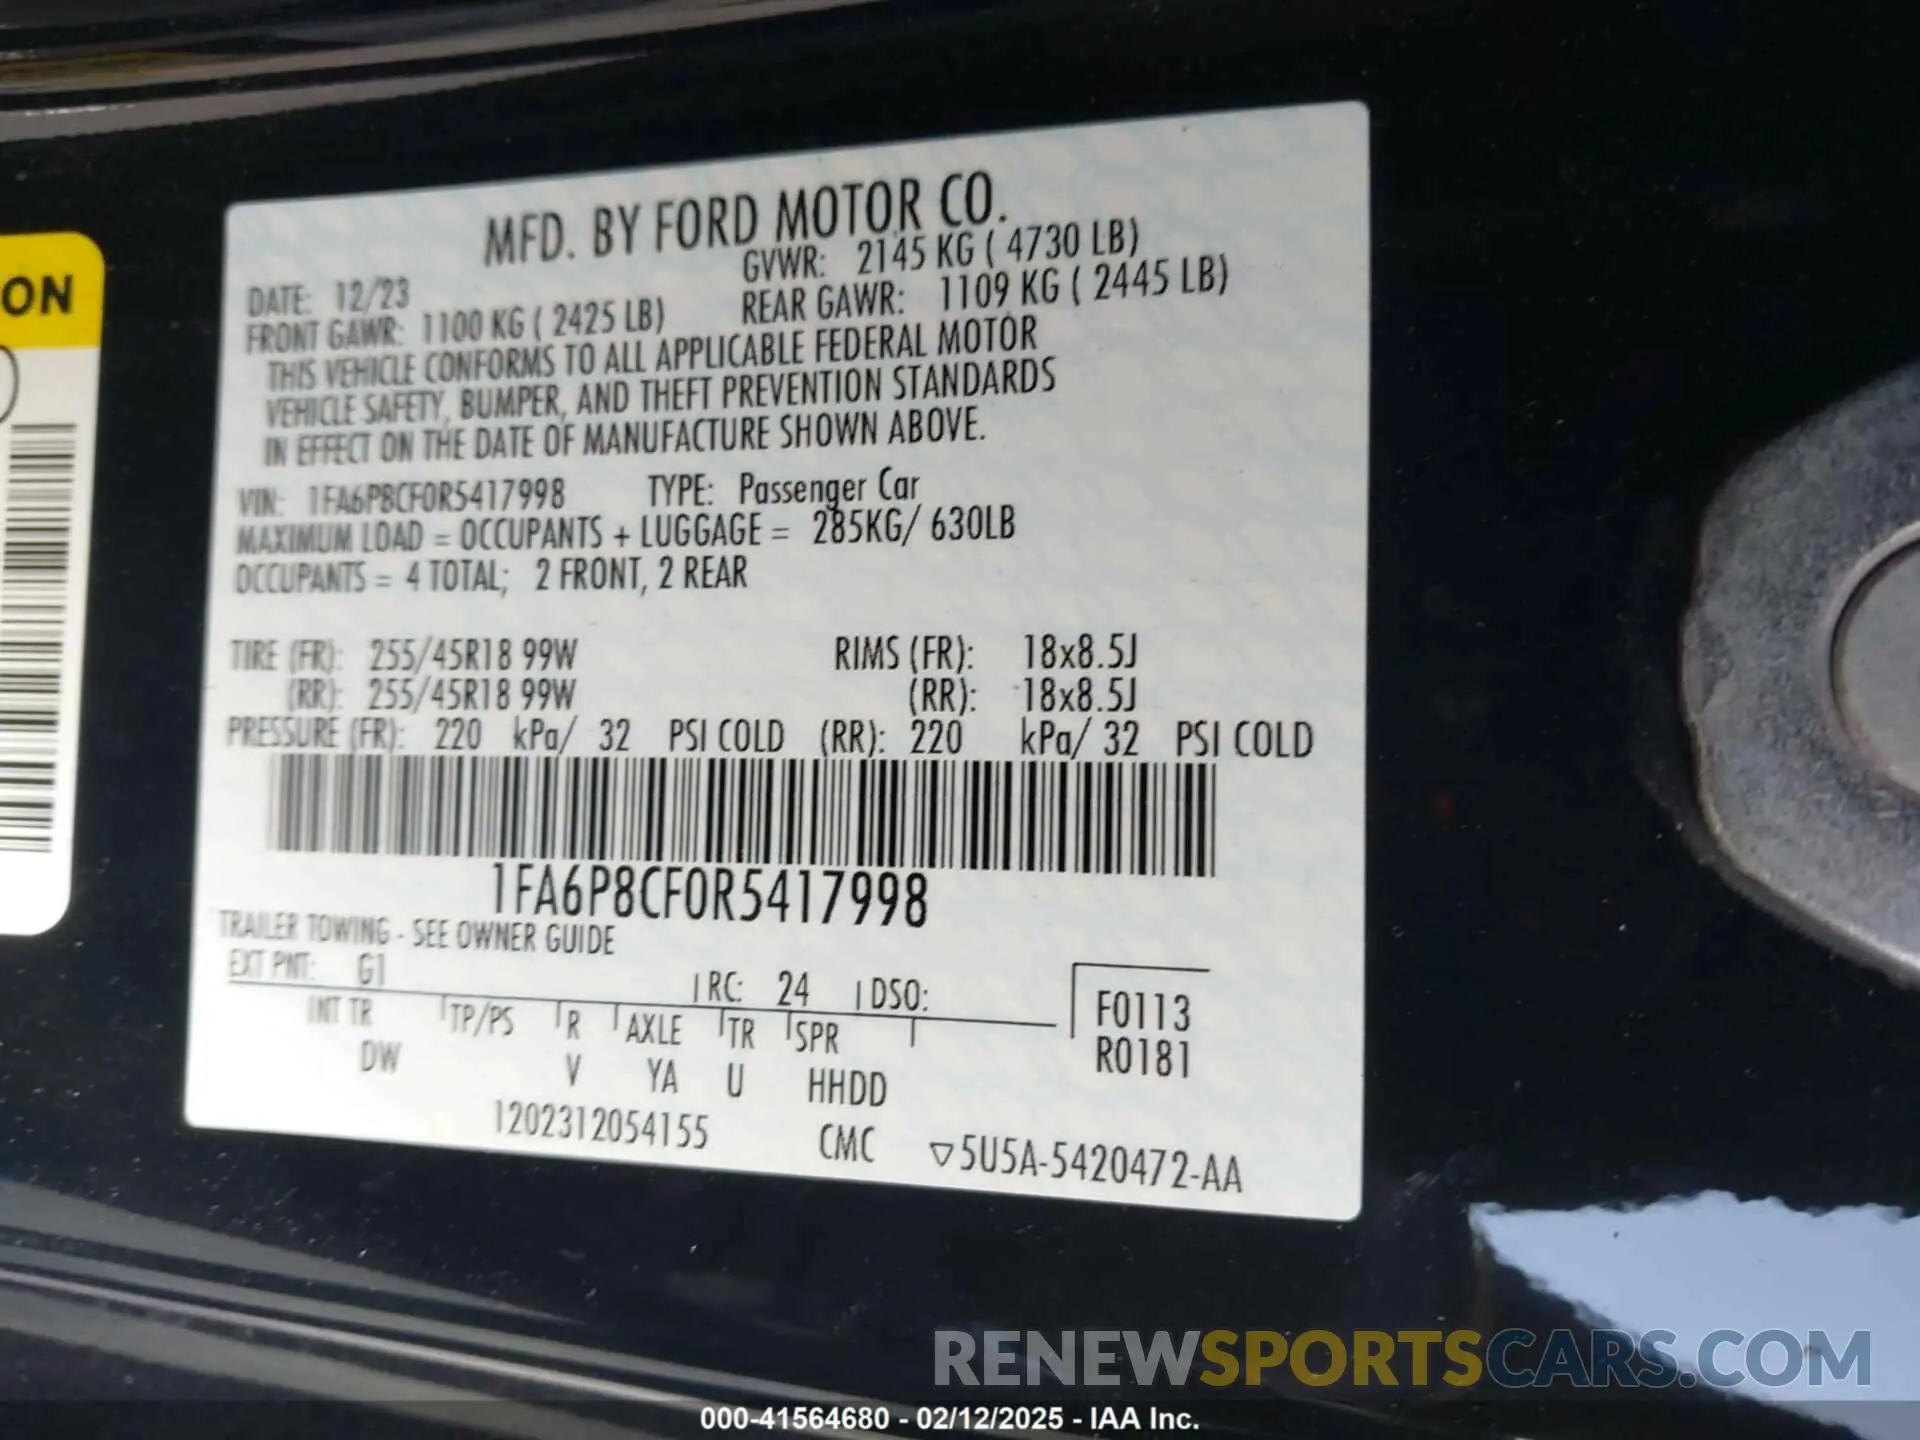 ON
MFD. BY FORD MOTOR CO.
DATE: 12/23 GVWR: 2145 KG ( 4730 LB)
FRONT GAWR: 1100 KG ( 2425 LB) REAR GAWR: 1109 KG ( 2445 LB)
THIS VEHICLE CONFORMS TO ALL APPLICABLE FEDERAL MOTOR
VEHICLE SAFETY, BUMPER, AND THEFT PREVENTION STANDARDS
IN EFFECT ON THE DATE OF MANUFACTURE SHOWN ABOVE.
VIN: 1FA6P8CF0R5417998 TYPE: Passenger Car
MAXIMUM LOAD = OCCUPANTS + LUGGAGE = 285KG/ 630LB
OCCUPANTS = 4 TOTAL; 2 FRONT, 2 REAR
TIRE (FR): 255/45R18 99W RIMS (FR): 18x8.5J
(RR): 255/45R18 99W (RR): 18x8.5J
PRESSURE (FR): 220 kPa/ 32 PSI COLD (RR): 220 kPa/ 32 PSI COLD
1FA6P8CF0R5417998
TRAILER TOWING - SEE OWNER GUIDE
EXT PNT: G1 RC: 24 DSO:
INT TR TP/PS R AXLE TR SPR
DW V YA U HHDD
F0113
R0181
1202312054155 CMC ▽5U5A-5420472-AA
RENEWSPORTSCARS.COM
000-41564680 - 02/12/2025 - IAA Inc.